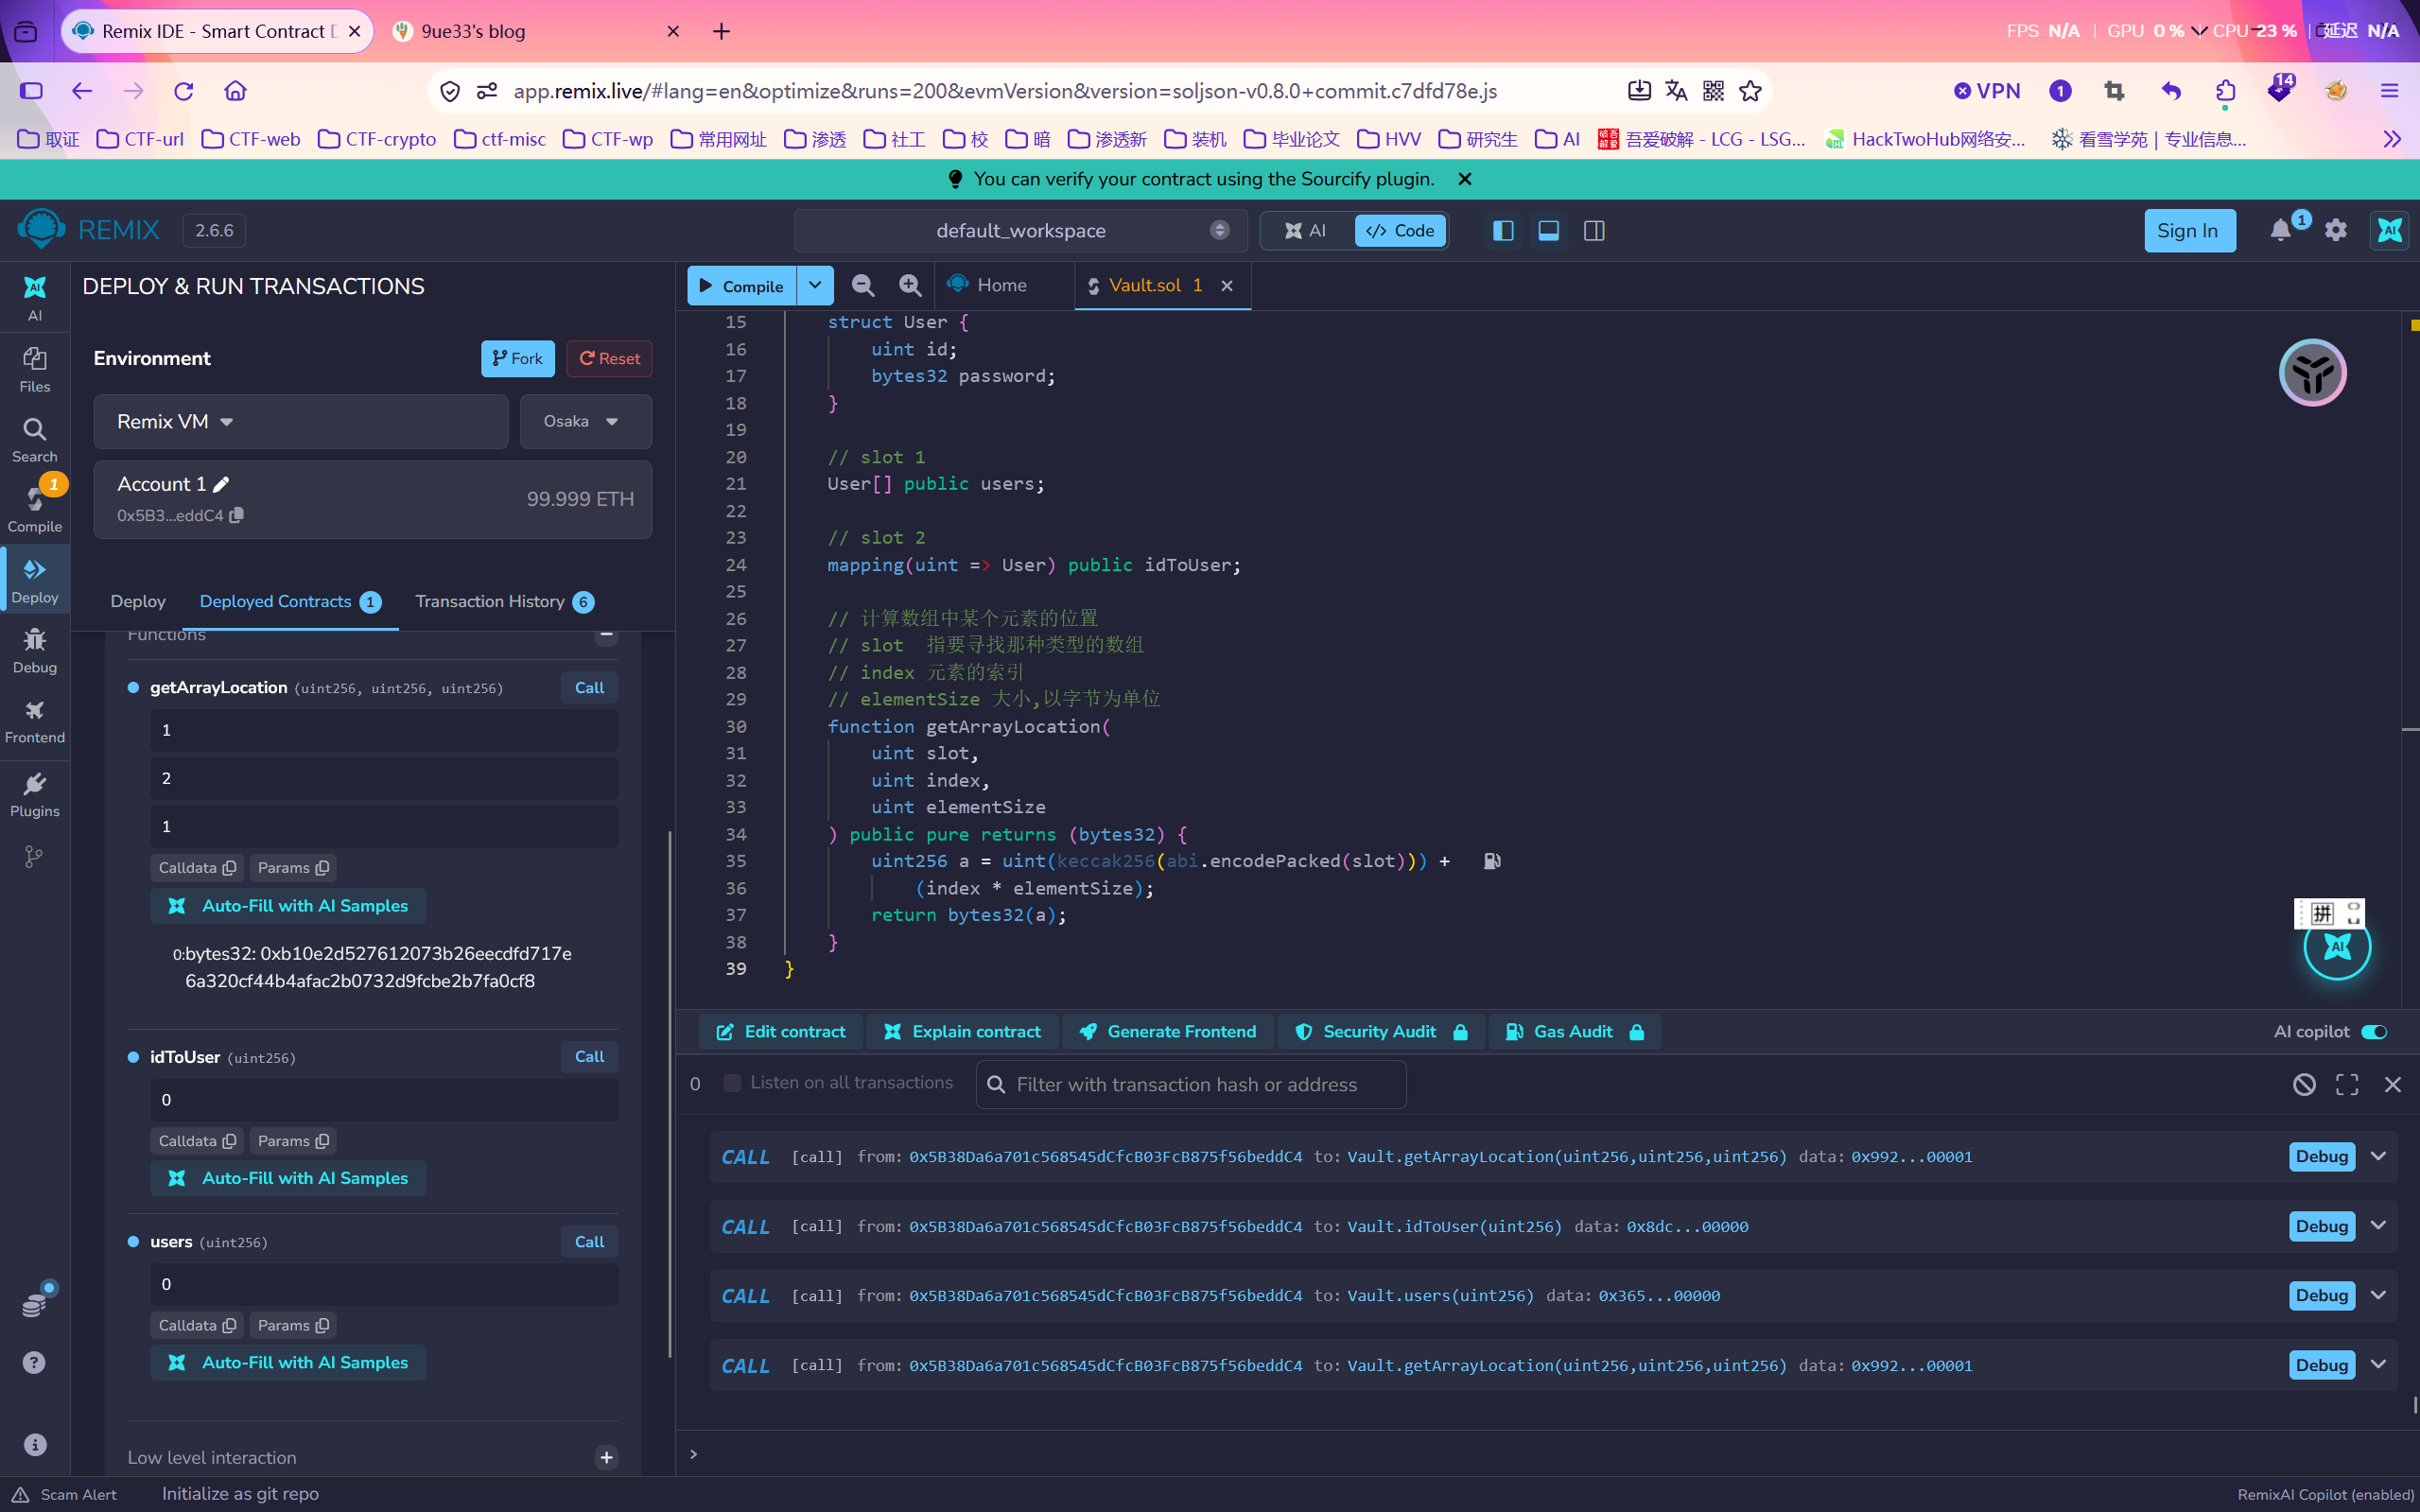 Remix IDE - Smart Contract D
9ue33's blog
FPS N/A | GPU 0 % CPU 23 % | 延迟 N/A
app.remix.live/#lang=en&optimize&runs=200&evmVersion&version=soljson-v0.8.0+commit.c7dfd78e.js
VPN
1
14
取证 CTF-url CTF-web CTF-crypto ctf-misc CTF-wp 常用网址 渗透 社工 校 暗 渗透新 装机 毕业论文 HVV 研究生 AI 吾爱破解 - LCG - LSG... HackTwoHub网络安... 看雪学苑 | 专业信息...
You can verify your contract using the Sourcify plugin.
REMIX 2.6.6
default_workspace
AI Code
Sign In
1
AI
AI
Files
Search
1
Compile
Deploy
Debug
Frontend
Plugins
DEPLOY & RUN TRANSACTIONS
Environment Fork Reset
Remix VM Osaka
Account 1
0x5B3...eddC4
99.999 ETH
Deploy Deployed Contracts 1 Transaction History 6
Functions
getArrayLocation (uint256, uint256, uint256) Call
1
2
1
Calldata Params
Auto-Fill with AI Samples
0:bytes32: 0xb10e2d527612073b26eecdfd717e
6a320cf44b4afac2b0732d9fcbe2b7fa0cf8
idToUser (uint256) Call
0
Calldata Params
Auto-Fill with AI Samples
users (uint256) Call
0
Calldata Params
Auto-Fill with AI Samples
Low level interaction
Compile Home Vault.sol 1
15 struct User {
16 uint id;
17 bytes32 password;
18 }
19
20 // slot 1
21 User[] public users;
22
23 // slot 2
24 mapping(uint => User) public idToUser;
25
26 // 计算数组中某个元素的位置
27 // slot 指要寻找那种类型的数组
28 // index 元素的索引
29 // elementSize 大小,以字节为单位
30 function getArrayLocation(
31 uint slot,
32 uint index,
33 uint elementSize
34 ) public pure returns (bytes32) {
35 uint256 a = uint(keccak256(abi.encodePacked(slot))) +
36 (index * elementSize);
37 return bytes32(a);
38 }
39 }
拼
AI
Edit contract Explain contract Generate Frontend Security Audit Gas Audit AI copilot
0 Listen on all transactions Filter with transaction hash or address
CALL [call] from: 0x5B38Da6a701c568545dCfcB03FcB875f56beddC4 to: Vault.getArrayLocation(uint256,uint256,uint256) data: 0x992...00001 Debug
CALL [call] from: 0x5B38Da6a701c568545dCfcB03FcB875f56beddC4 to: Vault.idToUser(uint256) data: 0x8dc...00000 Debug
CALL [call] from: 0x5B38Da6a701c568545dCfcB03FcB875f56beddC4 to: Vault.users(uint256) data: 0x365...00000 Debug
CALL [call] from: 0x5B38Da6a701c568545dCfcB03FcB875f56beddC4 to: Vault.getArrayLocation(uint256,uint256,uint256) data: 0x992...00001 Debug
>
Scam Alert Initialize as git repo RemixAI Copilot (enabled)